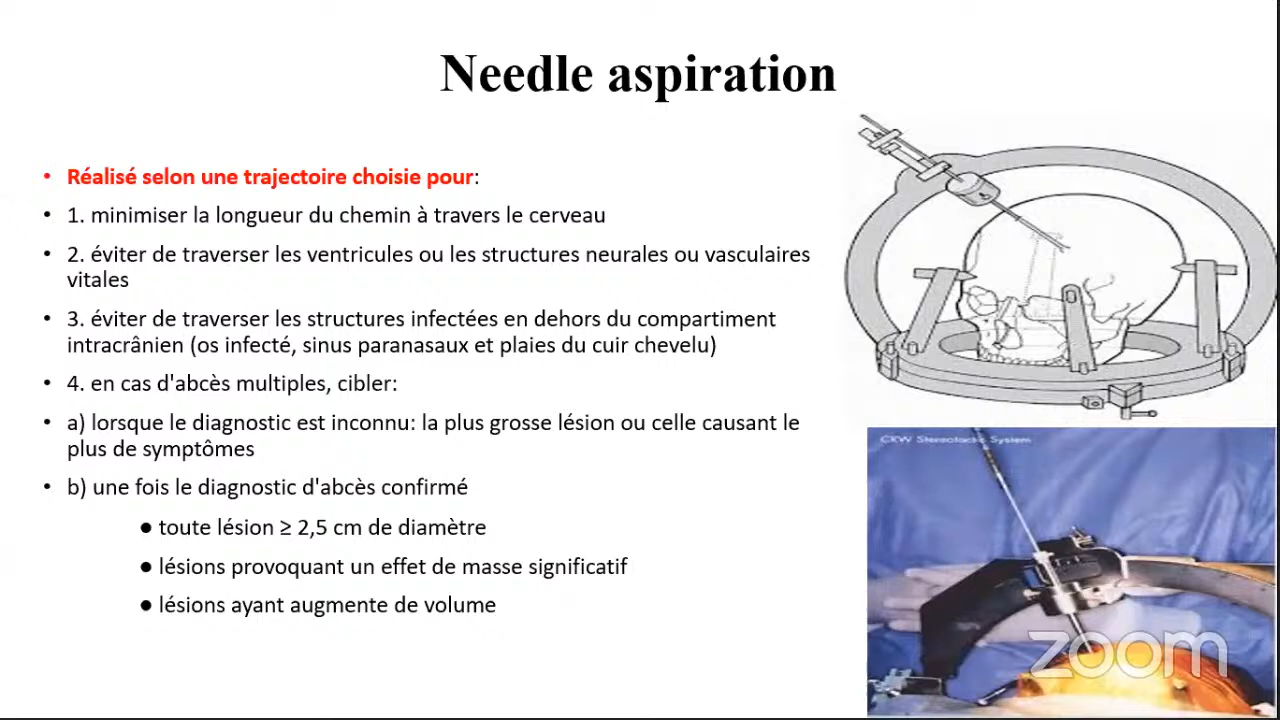 Needle aspiration
• Réalisé selon une trajectoire choisie pour:
• 1. minimiser la longueur du chemin à travers le cerveau
• 2. éviter de traverser les ventricules ou les structures neurales ou vasculaires
vitales
• 3. éviter de traverser les structures infectées en dehors du compartiment
intracrânien (os infecté, sinus paranasaux et plaies du cuir chevelu)
• 4. en cas d'abcès multiples, cibler:
• a) lorsque le diagnostic est inconnu: la plus grosse lésion ou celle causant le
plus de symptômes
• b) une fois le diagnostic d'abcès confirmé
● toute lésion ≥ 2,5 cm de diamètre
● lésions provoquant un effet de masse significatif
● lésions ayant augmente de volume
CRW Stereotactic System
zoom